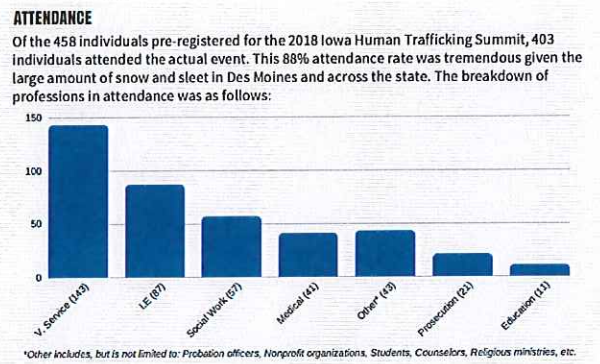 ATTENDANCE
Of the 458 individuals pre-registered for the 2018 Iowa Human Trafficking Summit, 403
individuals attended the actual event. This 88% attendance rate was tremendous given the
large amount of snow and sleet in Des Moines and across the state. The breakdown of
professions in attendance was as follows:
150
100
50
0
V. Service (143)
LE (87)
Social Work (57)
Medical (41)
Other* (43)
Prosecution (21)
Education (11)
*Other includes, but is not limited to: Probation officers, Nonprofit organizations, Students, Counselors, Religious ministries, etc.